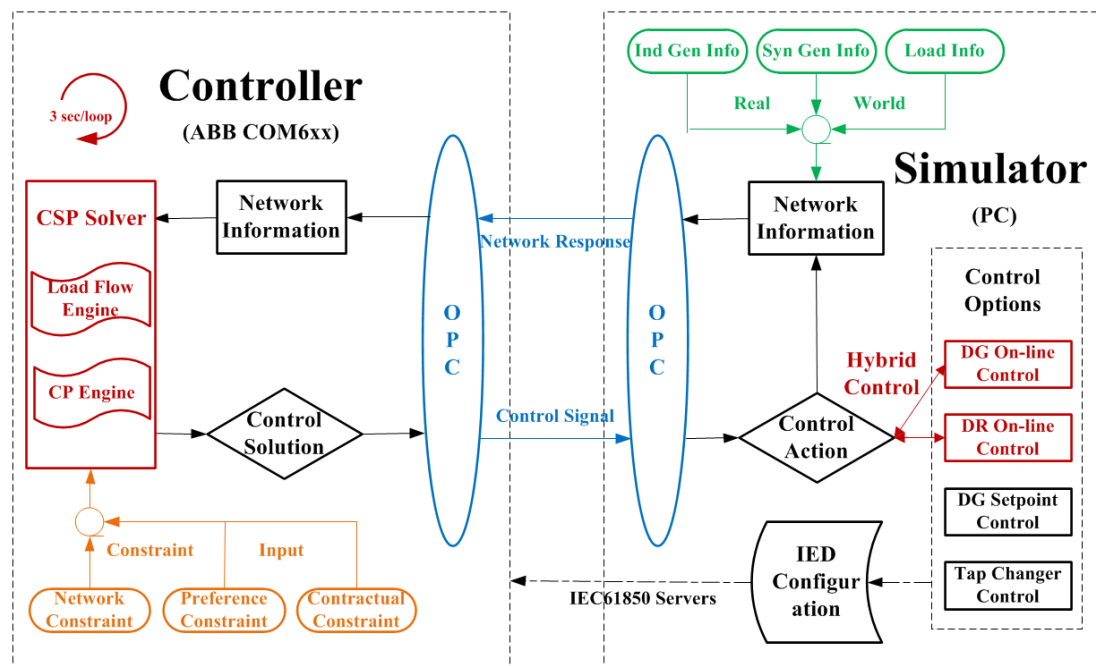 Controller
(ABB COM6xx)
3 sec/loop
CSP Solver
Load Flow
Engine
CP Engine
Network
Information
Control
Solution
O
P
C
Constraint
Input
Network
Constraint
Preference
Constraint
Contractual
Constraint
Network Response
Control Signal
IEC61850 Servers
O
P
C
Ind Gen Info
Syn Gen Info
Load Info
Real
World
Simulator
(PC)
Network
Information
Control
Action
Hybrid
Control
Control
Options
DG On-line
Control
DR On-line
Control
DG Setpoint
Control
Tap Changer
Control
IED
Configur
ation